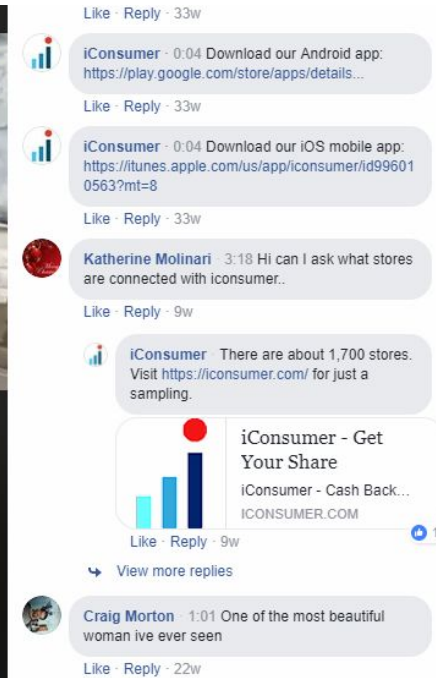 Like · Reply · 33w
iConsumer · 0:04 Download our Android app:
https://play.google.com/store/apps/details...
Like · Reply · 33w
iConsumer · 0:04 Download our iOS mobile app:
https://itunes.apple.com/us/app/iconsumer/id99601
0563?mt=8
Like · Reply · 33w
Katherine Molinari · 3:18 Hi can I ask what stores
are connected with iconsumer..
Like · Reply · 9w
iConsumer · There are about 1,700 stores.
Visit https://iconsumer.com/ for just a
sampling.
iConsumer - Get
Your Share
iConsumer - Cash Back...
ICONSUMER.COM
Like · Reply · 9w
1
View more replies
Craig Morton · 1:01 One of the most beautiful
woman ive ever seen
Like · Reply · 22w